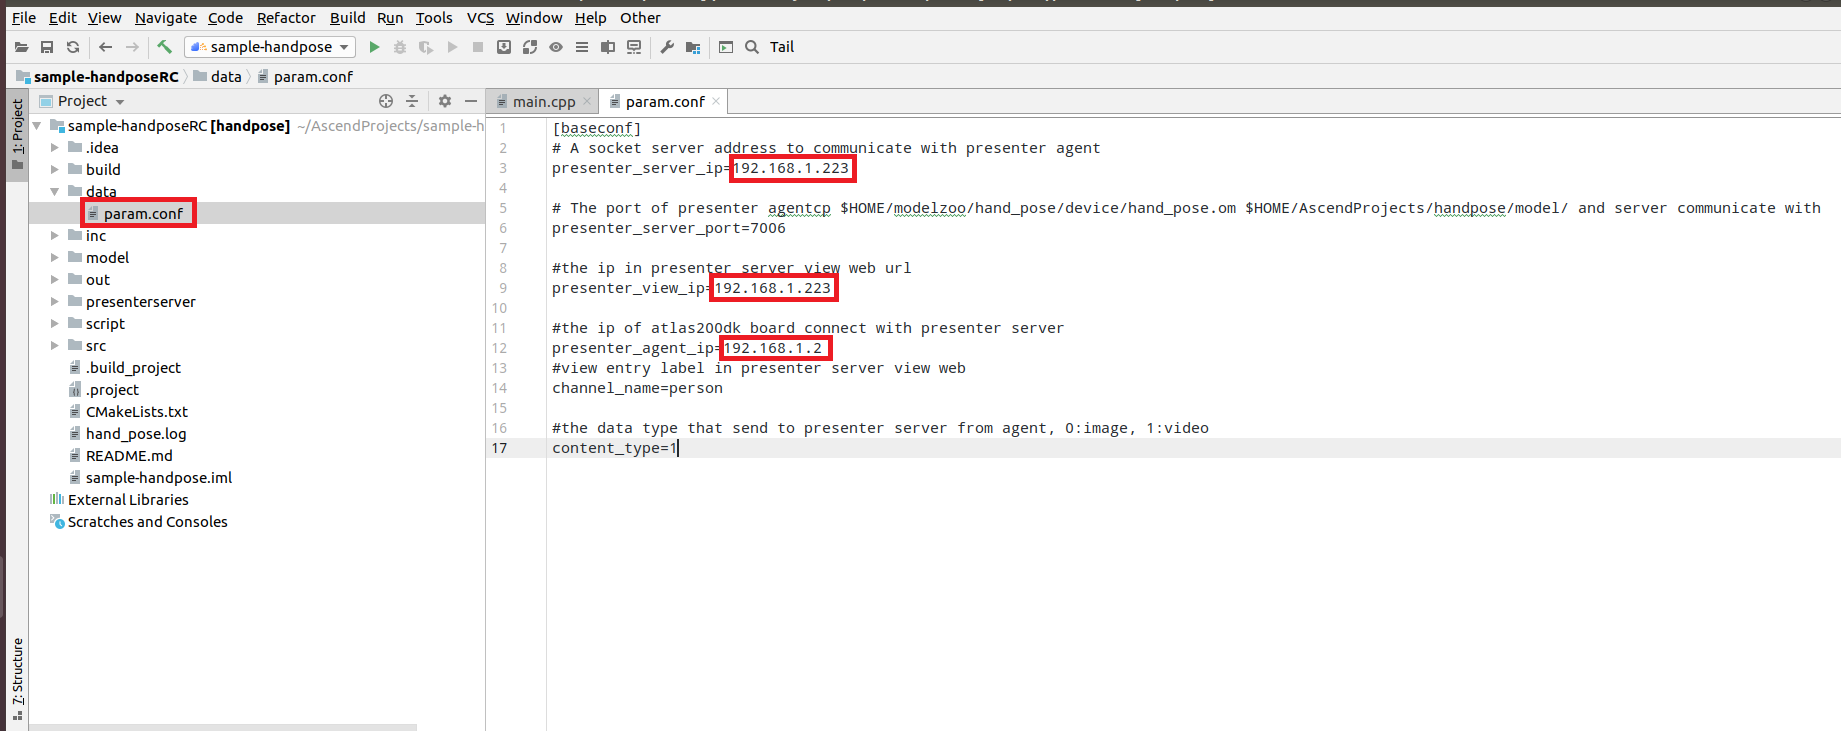 File Edit View Navigate Code Refactor Build Run Tools VCS Window Help Other
sample-handpose Tail
sample-handposeRC data param.conf
1: Project
7: Structure
Project
sample-handposeRC [handpose] ~/AscendProjects/sample-h
.idea
build
data
param.conf
inc
model
out
presenterserver
script
src
.build_project
.project
CMakeLists.txt
hand_pose.log
README.md
sample-handpose.iml
External Libraries
Scratches and Consoles
main.cpp param.conf
1 [baseconf]
2 # A socket server address to communicate with presenter agent
3 presenter_server_ip=192.168.1.223
4
5 # The port of presenter agentcp $HOME/modelzoo/hand_pose/device/hand_pose.om $HOME/AscendProjects/handpose/model/ and server communicate with
6 presenter_server_port=7006
7
8 #the ip in presenter server view web url
9 presenter_view_ip=192.168.1.223
10
11 #the ip of atlas200dk board connect with presenter server
12 presenter_agent_ip=192.168.1.2
13 #view entry label in presenter server view web
14 channel_name=person
15
16 #the data type that send to presenter server from agent, 0:image, 1:video
17 content_type=1